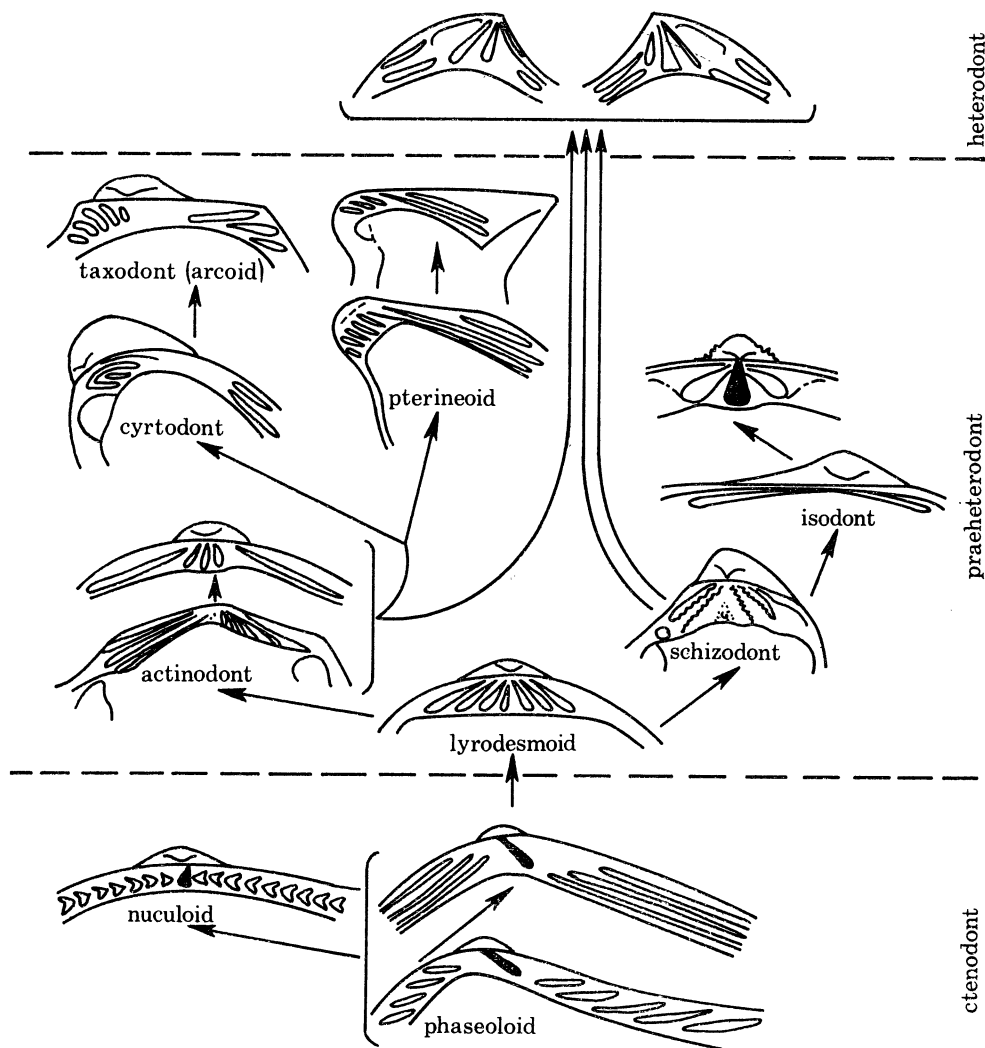 heterodont
taxodont (arcoid)
pterineoid
cyrtodont
isodont
praeheterodont
schizodont
actinodont
lyrodesmoid
nuculoid
phaseoloid
ctenodont